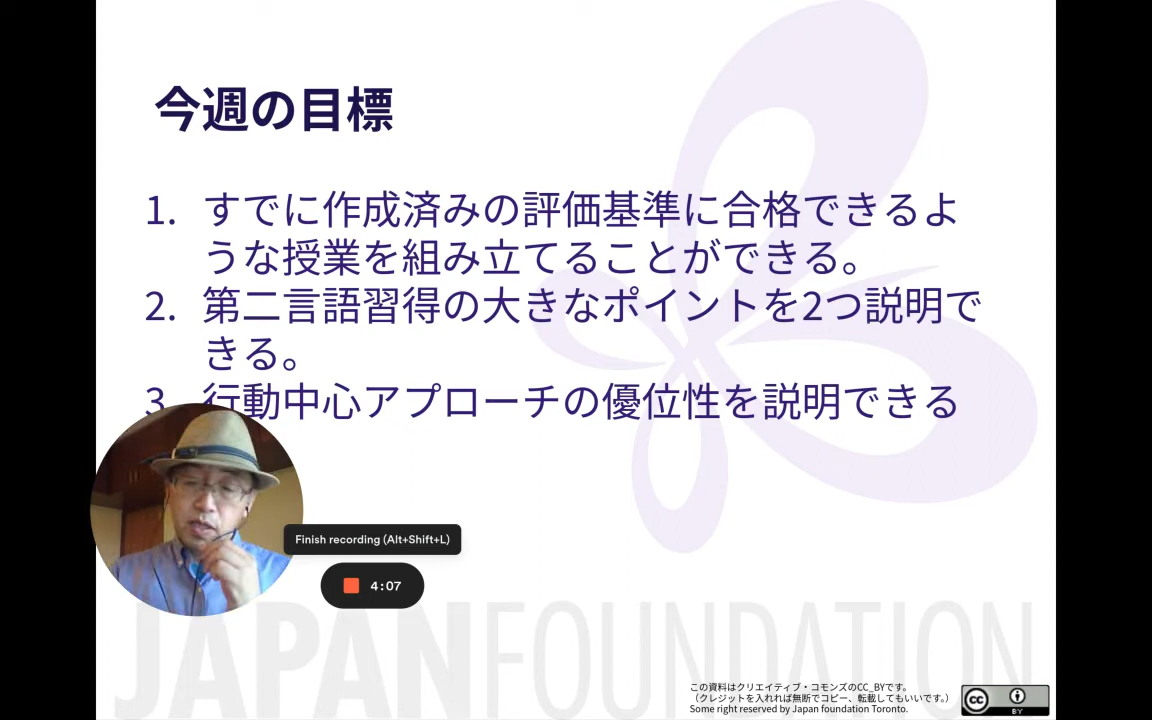 今週の目標
1. すでに作成済みの評価基準に合格できるよ
うな授業を組み立てることができる。
2. 第二言語習得の大きなポイントを2つ説明で
きる。
3. 行動中心アプローチの優位性を説明できる
Finish recording (Alt+Shift+L)
4:07
JAPANFOUNDATION
この資料はクリエイティブ・コモンズのCC_BYです。
（クレジットを入れれば無断でコピー、転載してもいいです。）
Some right reserved by Japan foundation Toronto.
cc
BY